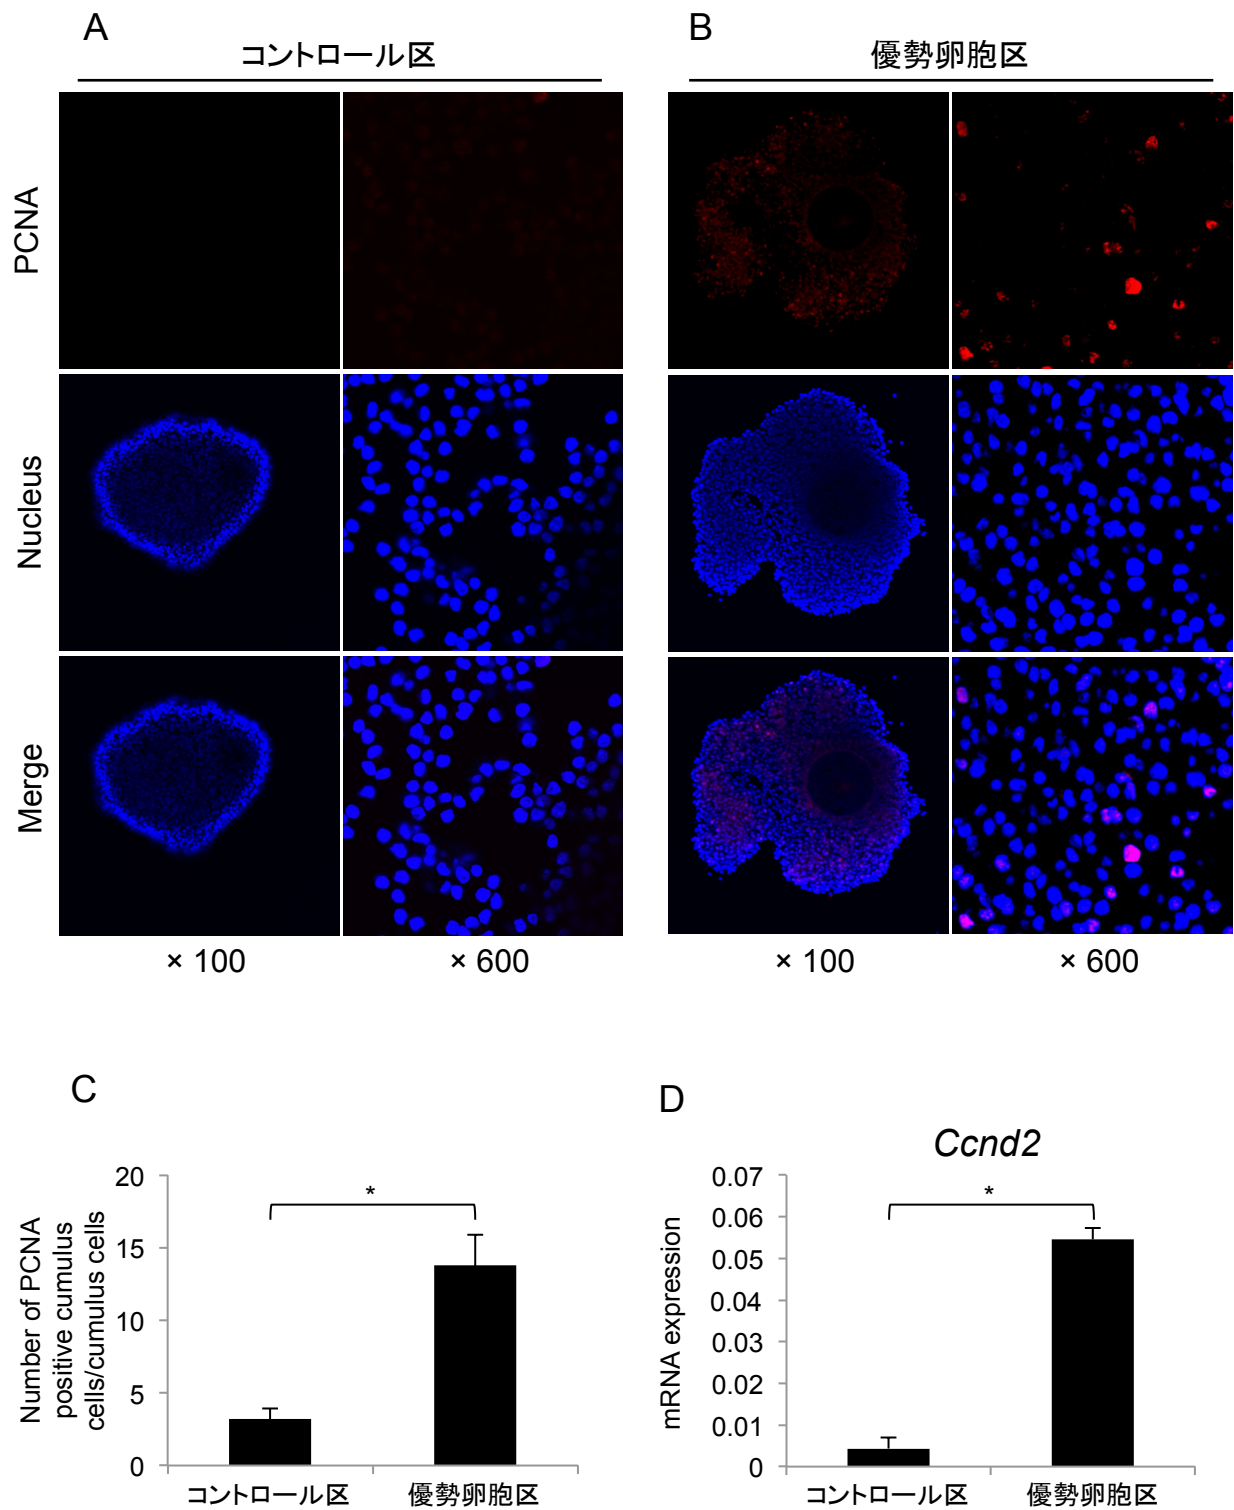 A
コントロール区
B
優勢卵胞区
PCNA
Nucleus
Merge
× 100
× 600
× 100
× 600
C
20
15
10
5
0
Number of PCNA
positive cumulus
cells/cumulus cells
*
コントロール区
優勢卵胞区
D
Ccnd2
0.07
0.06
0.05
0.04
0.03
0.02
0.01
0
mRNA expression
*
コントロール区
優勢卵胞区